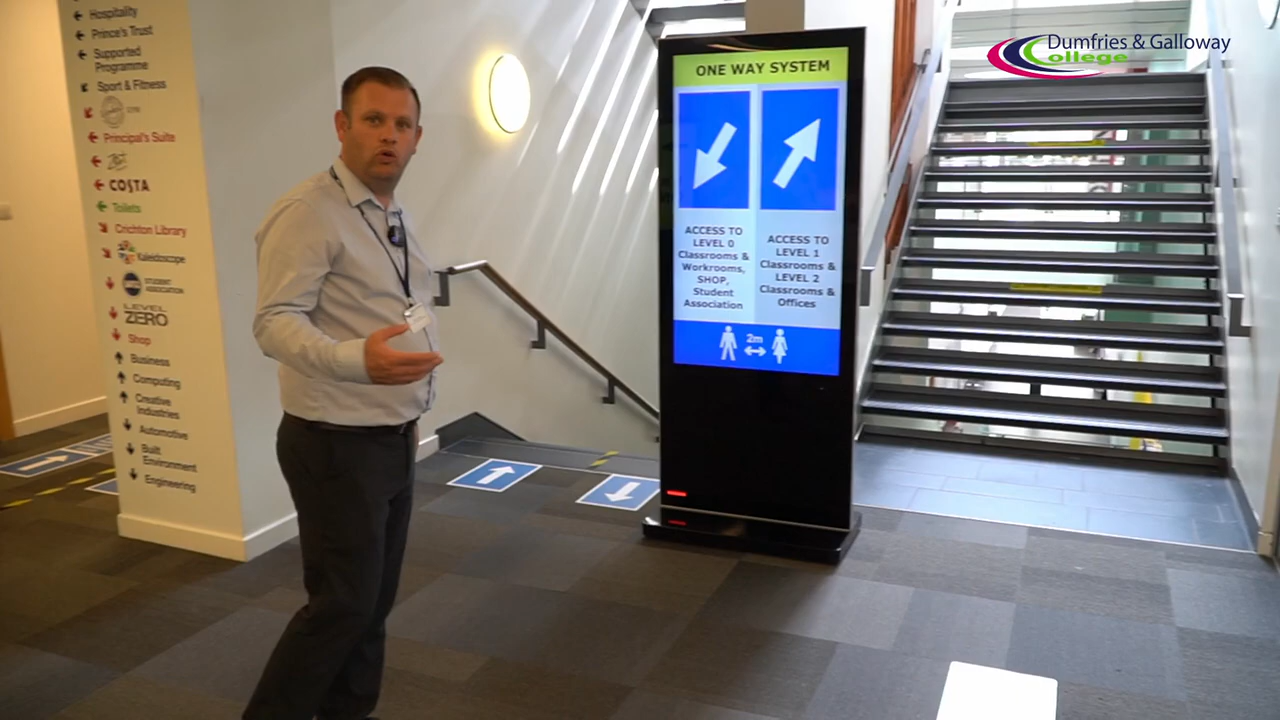 Hospitality
Prince's Trust
Supported
Programme
Sport & Fitness
Principal's Suite
COSTA
Toilets
Crichton Library
Kaleidoscope
STUDENT
ASSOCIATION
LEVEL
ZERO
Shop
Business
Computing
Creative
Industries
Automotive
Built
Environment
Engineering
ONE WAY SYSTEM
ACCESS TO
LEVEL 0
Classrooms &
Workrooms,
SHOP,
Student
Association
ACCESS TO
LEVEL 1
Classrooms &
LEVEL 2
Classrooms &
Offices
2m
Dumfries & Galloway
College